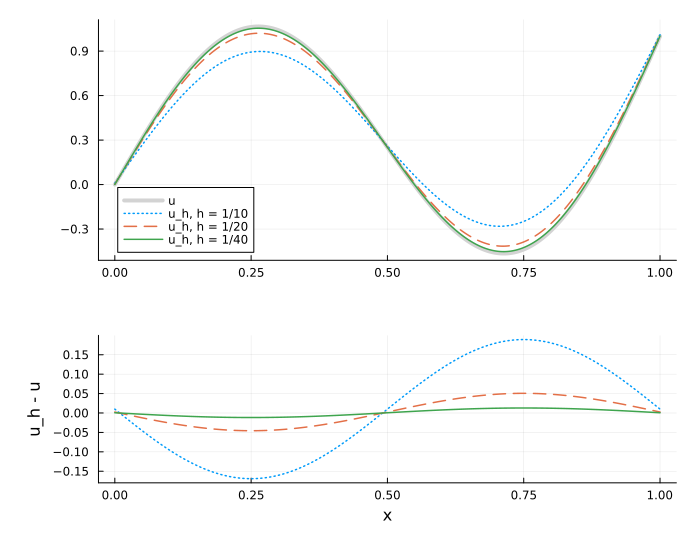 0.9
0.6
0.3
0.0
−0.3
u
u_h, h = 1/10
u_h, h = 1/20
u_h, h = 1/40
0.00 0.25 0.50 0.75 1.00
u_h - u
0.15
0.10
0.05
0.00
−0.05
−0.10
−0.15
0.00 0.25 0.50 0.75 1.00
x